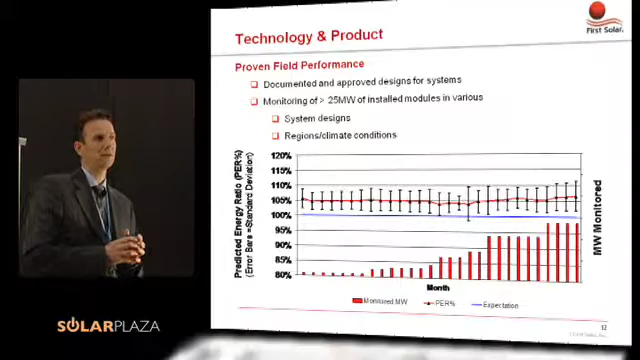 Technology & Product
First Solar.
Proven Field Performance
Documented and approved designs for systems
Monitoring of > 25MW of installed modules in various
System designs
Regions/climate conditions
Predicted Energy Ratio (PER%)
(Error Bars =Standard Deviation)
120%
115%
110%
105%
100%
95%
90%
85%
80%
MW Monitored
Month
Monitored MW
PER%
Expectation
12
SOLARPLAZA